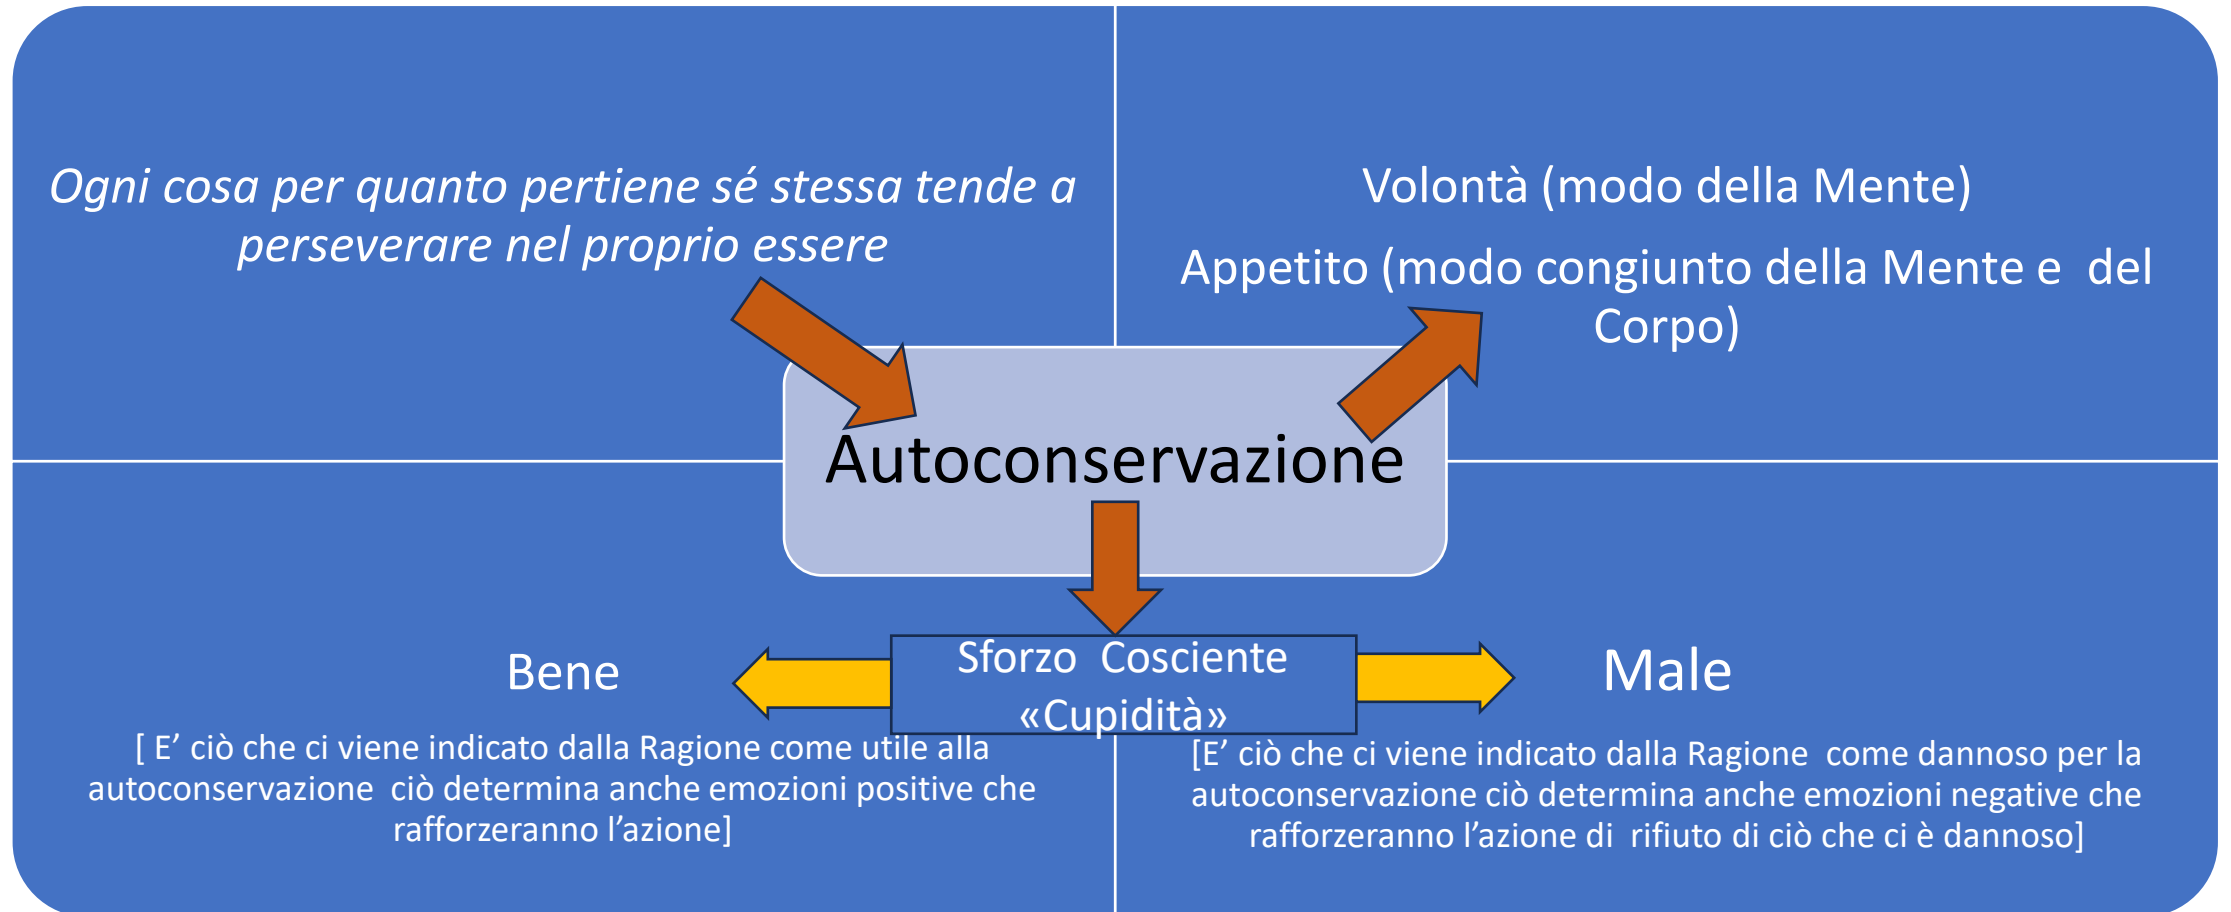 Ogni cosa per quanto pertiene sé stessa tende a
perseverare nel proprio essere
Volontà (modo della Mente)
Appetito (modo congiunto della Mente e  del
Corpo)
Autoconservazione
Sforzo  Cosciente
«Cupidità»
Bene
[ E’ ciò che ci viene indicato dalla Ragione come utile alla
autoconservazione  ciò determina anche emozioni positive che
rafforzeranno l’azione]
Male
[E’ ciò che ci viene indicato dalla Ragione  come dannoso per la
autoconservazione ciò determina anche emozioni negative che
rafforzeranno l’azione di  rifiuto di ciò che ci è dannoso]